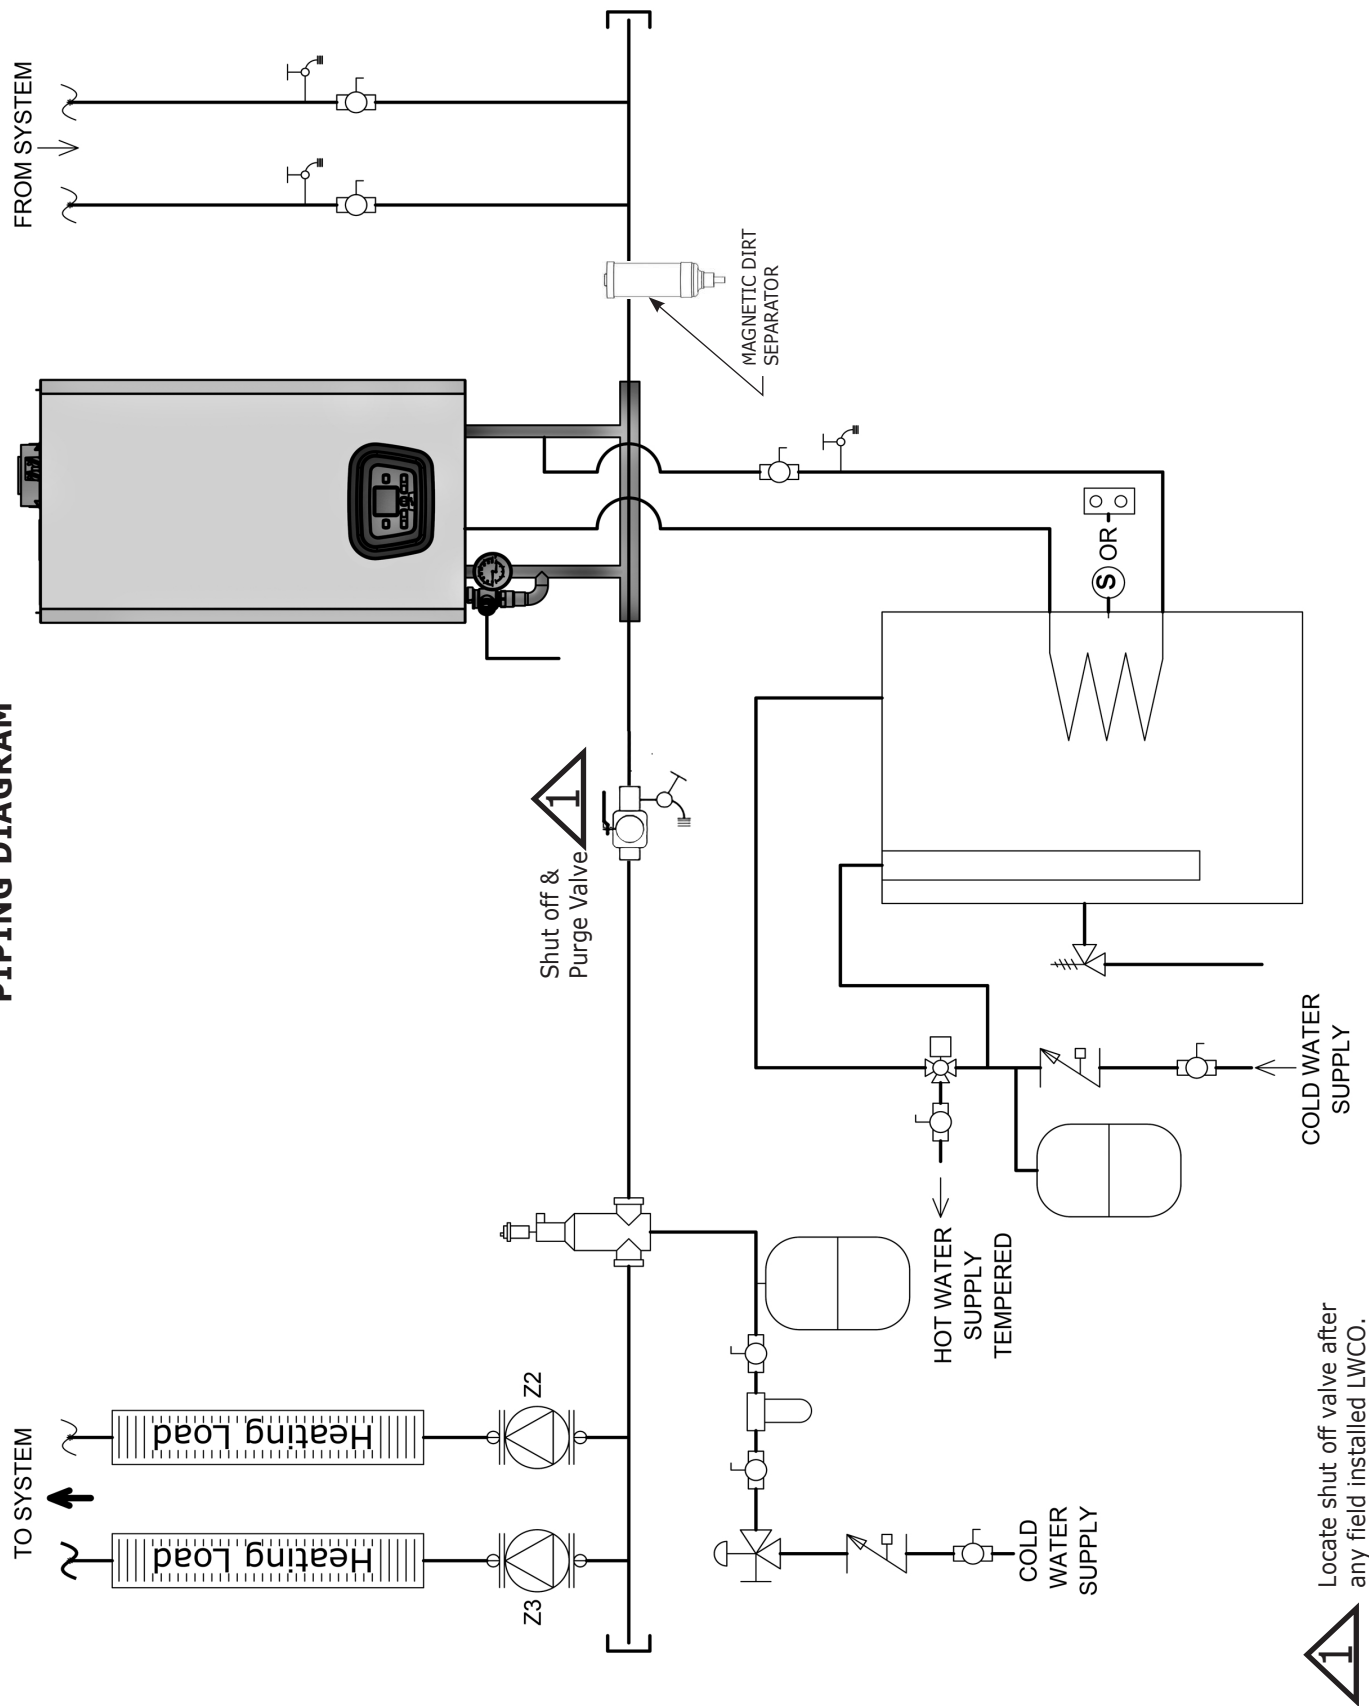 PIPING DIAGRAM
FROM SYSTEM
TO SYSTEM
Heating Load
Heating Load
Z3
Z2
Shut off &
Purge Valve
1
MAGNETIC DIRT
SEPARATOR
S
OR
HOT WATER
SUPPLY
TEMPERED
COLD
WATER
SUPPLY
COLD WATER
SUPPLY
1
Locate shut off valve after
any field installed LWCO.